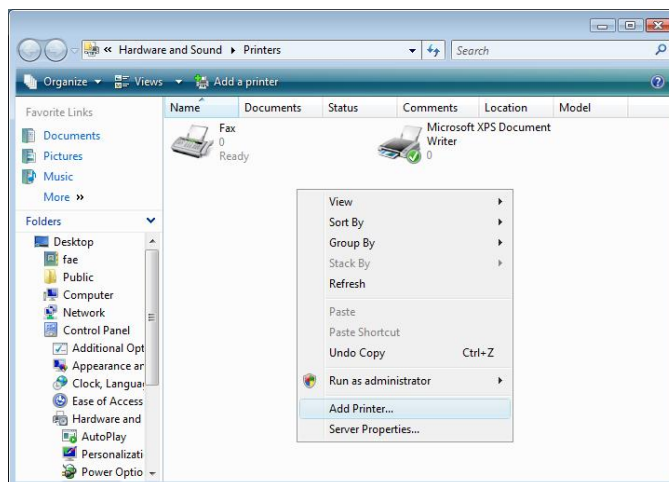 « Hardware and Sound ▸ Printers
Search
Organize Views Add a printer
Favorite Links
Documents
Pictures
Music
More »
Folders
Desktop
fae
Public
Computer
Network
Control Panel
Additional Opt
Appearance an
Clock, Languag
Ease of Access
Hardware and
AutoPlay
Personalizati
Power Optio
Name Documents Status Comments Location Model
Fax
0
Ready
Microsoft XPS Document
Writer
0
View
Sort By
Group By
Stack By
Refresh
Paste
Paste Shortcut
Undo Copy Ctrl+Z
Run as administrator
Add Printer...
Server Properties...